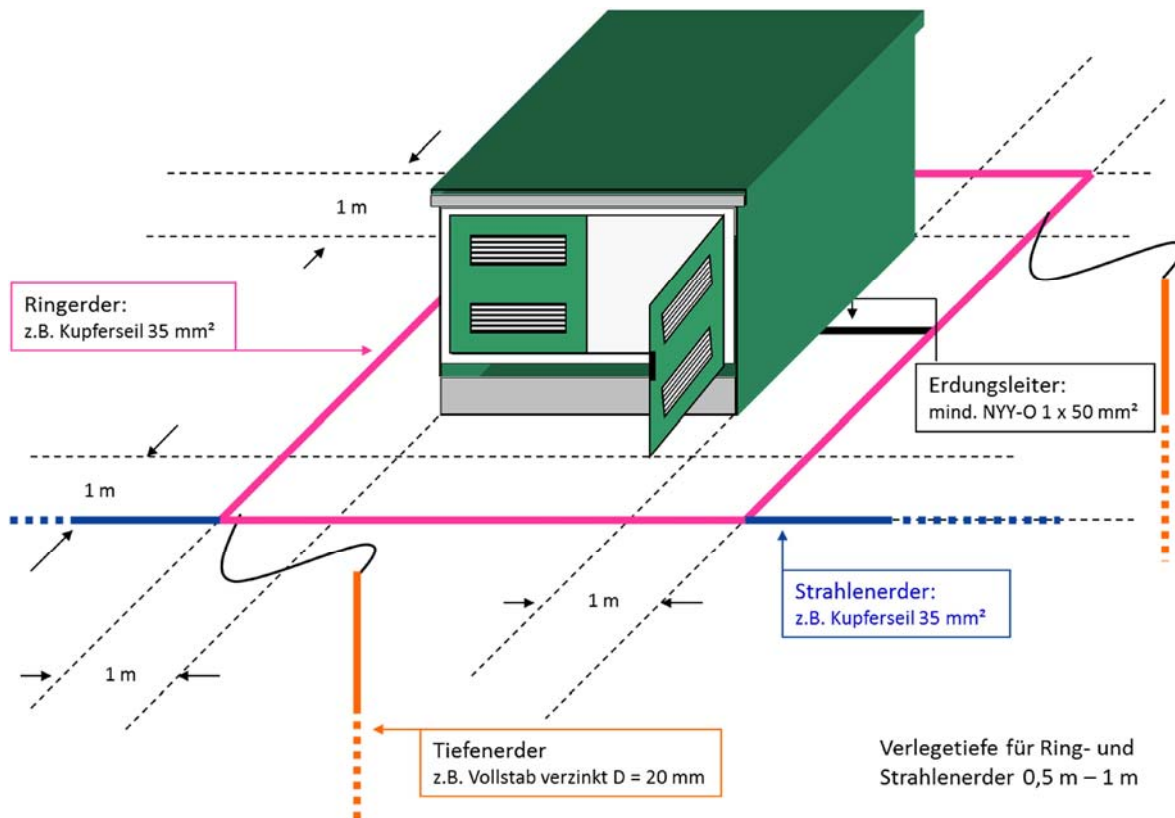 1 m
Ringerder:
z.B. Kupferseil 35 mm²
Erdungsleiter:
mind. NYY-O 1 x 50 mm²
1 m
Strahlenerder:
z.B. Kupferseil 35 mm²
1 m
1 m
Tiefenerder
z.B. Vollstab verzinkt D = 20 mm
Verlegetiefe für Ring- und
Strahlenerder 0,5 m – 1 m